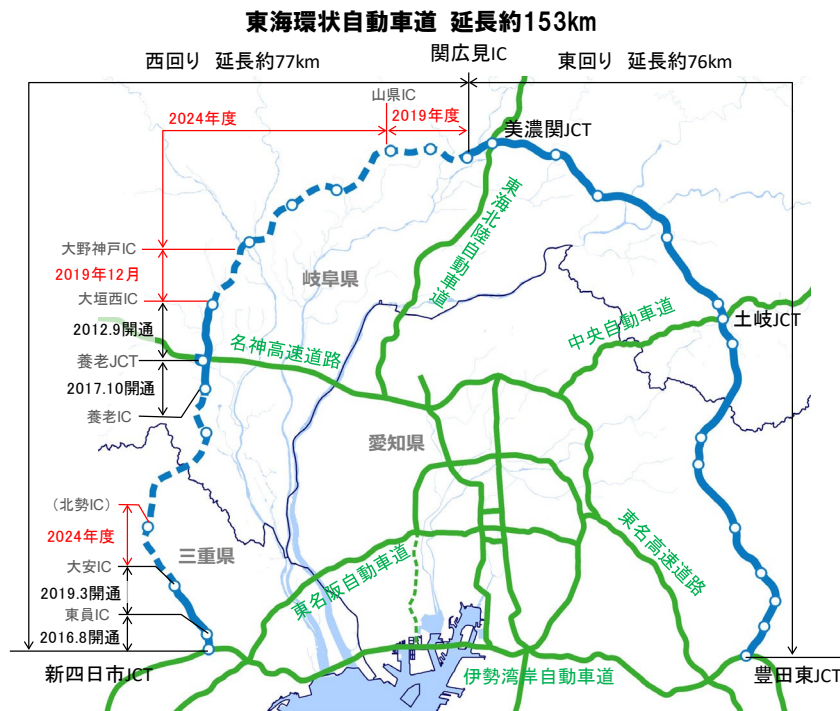 東海環状自動車道 延長約153km
西回り 延長約77km
関広見IC
東回り 延長約76km
山県IC
2024年度
2019年度
美濃関JCT
東海北陸自動車道
大野神戸IC
2019年12月
岐阜県
大垣西IC
2012.9開通
土岐JCT
中央自動車道
名神高速道路
養老JCT
2017.10開通
養老IC
愛知県
(北勢IC)
2024年度
東名高速道路
三重県
大安IC
東名阪自動車道
2019.3開通
東員IC
2016.8開通
新四日市JCT
伊勢湾岸自動車道
豊田東JCT